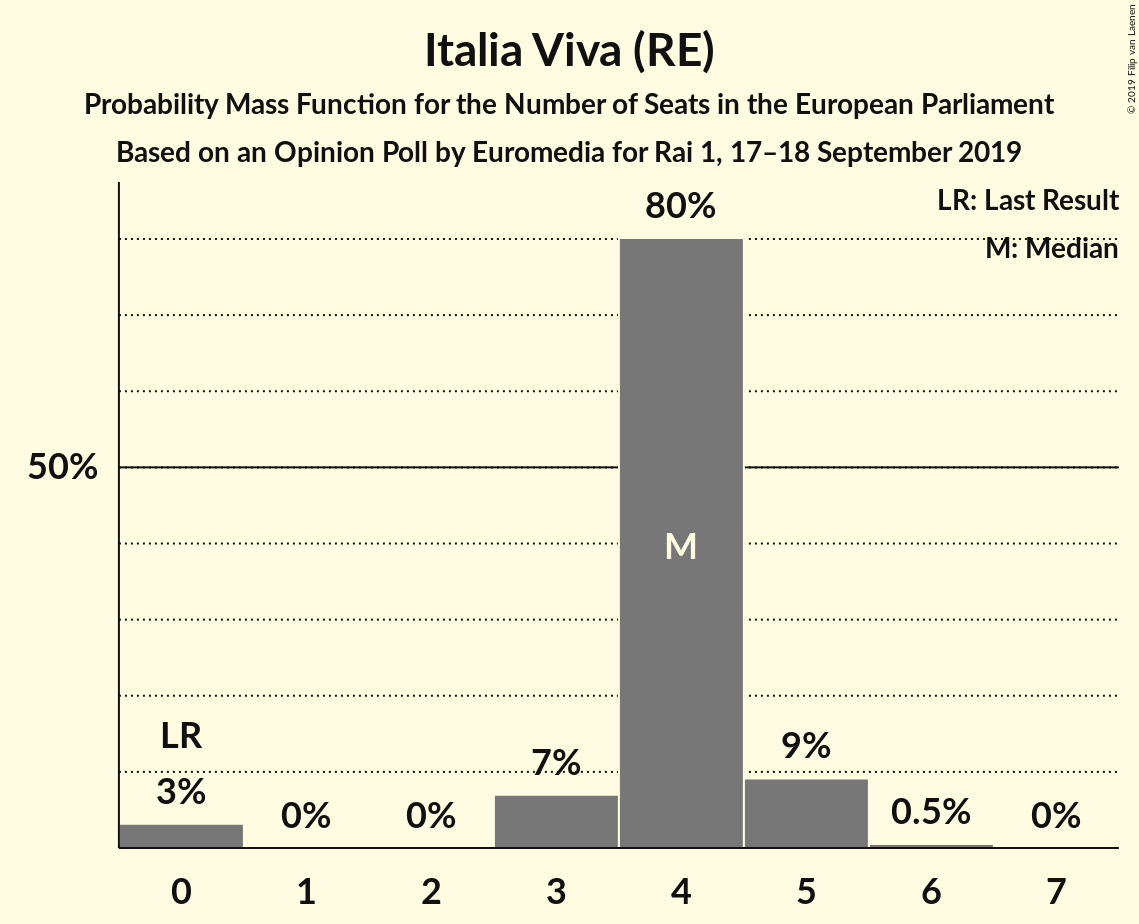 Italia Viva (RE)
Probability Mass Function for the Number of Seats in the European Parliament
Based on an Opinion Poll by Euromedia for Rai 1, 17–18 September 2019
© 2019 Filip van Laenen
LR: Last Result
M: Median
80%
50%
M
LR
3%
0%
0%
7%
9%
0.5%
0%
0 1 2 3 4 5 6 7